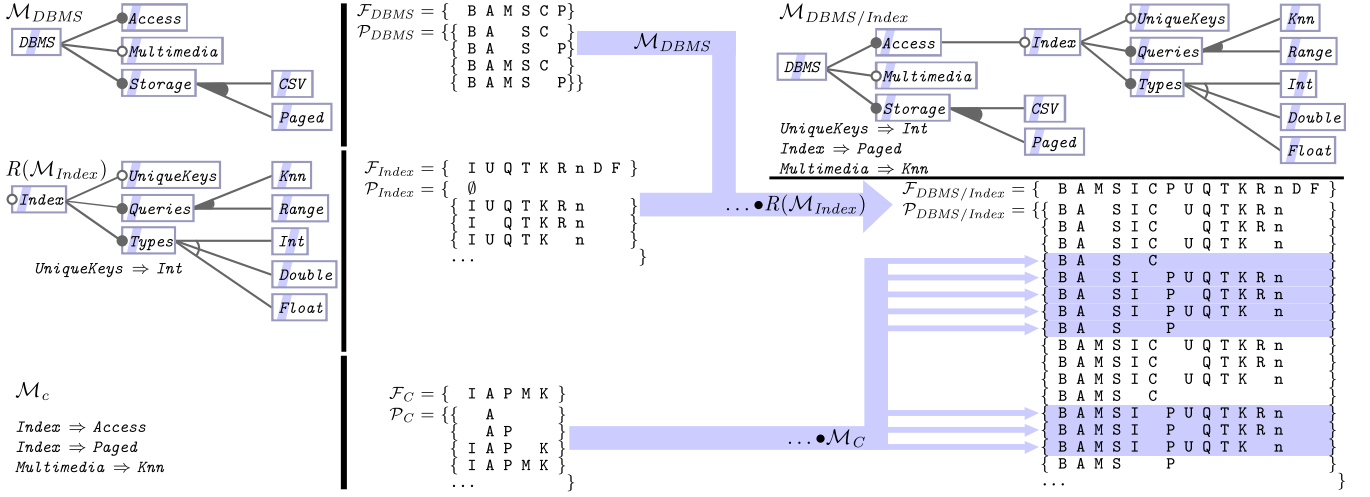 M_DBMS
DBMS
Access
Multimedia
Storage
CSV
Paged
F_DBMS = { B A M S C P}
P_DBMS = {{ B A S C }
{ B A S P}
{ B A M S C }
{ B A M S P}}
M_DBMS
M_DBMS/Index
DBMS
Access
Multimedia
Storage
CSV
Paged
Index
UniqueKeys
Queries
Types
Knn
Range
Int
Double
Float
UniqueKeys ⇒ Int
Index ⇒ Paged
Multimedia ⇒ Knn
R(M_Index)
Index
UniqueKeys
Queries
Types
Knn
Range
Int
Double
Float
UniqueKeys ⇒ Int
F_Index = { I U Q T K R n D F }
P_Index = { ∅
{ I U Q T K R n }
{ I Q T K R n }
{ I U Q T K n }
... }
...●R(M_Index)
F_DBMS/Index = { B A M S I C P U Q T K R n D F }
P_DBMS/Index = {{ B A S I C U Q T K R n }
{ B A S I C Q T K R n }
{ B A S I C U Q T K n }
{ B A S C }
{ B A S I P U Q T K R n }
{ B A S I P Q T K R n }
{ B A S I P U Q T K n }
{ B A S P }
{ B A M S I C U Q T K R n }
{ B A M S I C Q T K R n }
{ B A M S I C U Q T K n }
{ B A M S C }
{ B A M S I P U Q T K R n }
{ B A M S I P Q T K R n }
{ B A M S I P U Q T K n }
{ B A M S P }
... }
M_c
Index ⇒ Access
Index ⇒ Paged
Multimedia ⇒ Knn
F_C = { I A P M K }
P_C = {{ A }
{ A P }
{ I A P K }
{ I A P M K }
... }
...●M_C